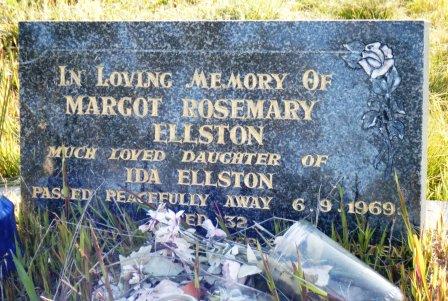 IN LOVING MEMORY OF
MARGOT ROSEMARY
ELLSTON
MUCH LOVED DAUGHTER OF
IDA ELLSTON
PASSED PEACEFULLY AWAY 6.9.1969.
32